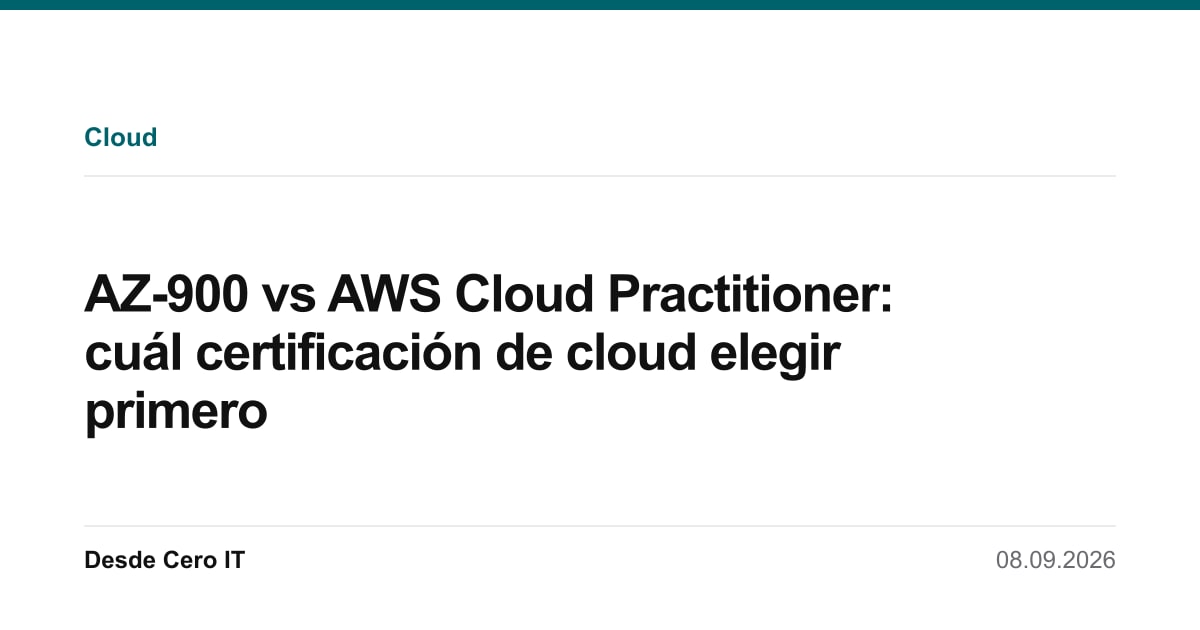 Cloud
AZ-900 vs AWS Cloud Practitioner:
cuál certificación de cloud elegir
primero
Desde Cero IT
08.09.2026